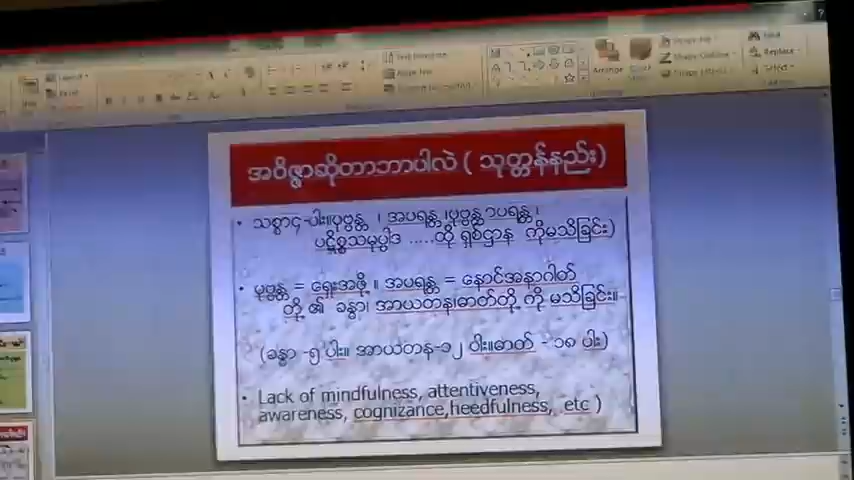 အဝိဇ္ဇာဆိုတာဘာပါလဲ ( သုတ္တန်နည်း)
• သစ္စာ၄-ပါး။ပုဗ္ဗန္တ ၊ အပရန္တ ၊ပုဗ္ဗန္တာပရန္တ၊
ပဋိစ္စသမုပ္ပါဒ .....ထို ရှစ်ဌာန ကိုမသိခြင်း)
• ပုဗ္ဗန္တ = ရှေးအဖို့ ။ အပရန္တ = နောင်အနာဂါတ်
တို့ ၏ ခန္ဓာ၊ အာယတန၊ဓာတ်တို့ ကို မသိခြင်း။
(ခန္ဓာ -၅ ပါး။ အာယတန-၁၂ ပါး။ဓာတ် - ၁၈ ပါး)
• Lack of mindfulness, attentiveness,
awareness, cognizance,heedfulness, etc )
Arrange
Replace